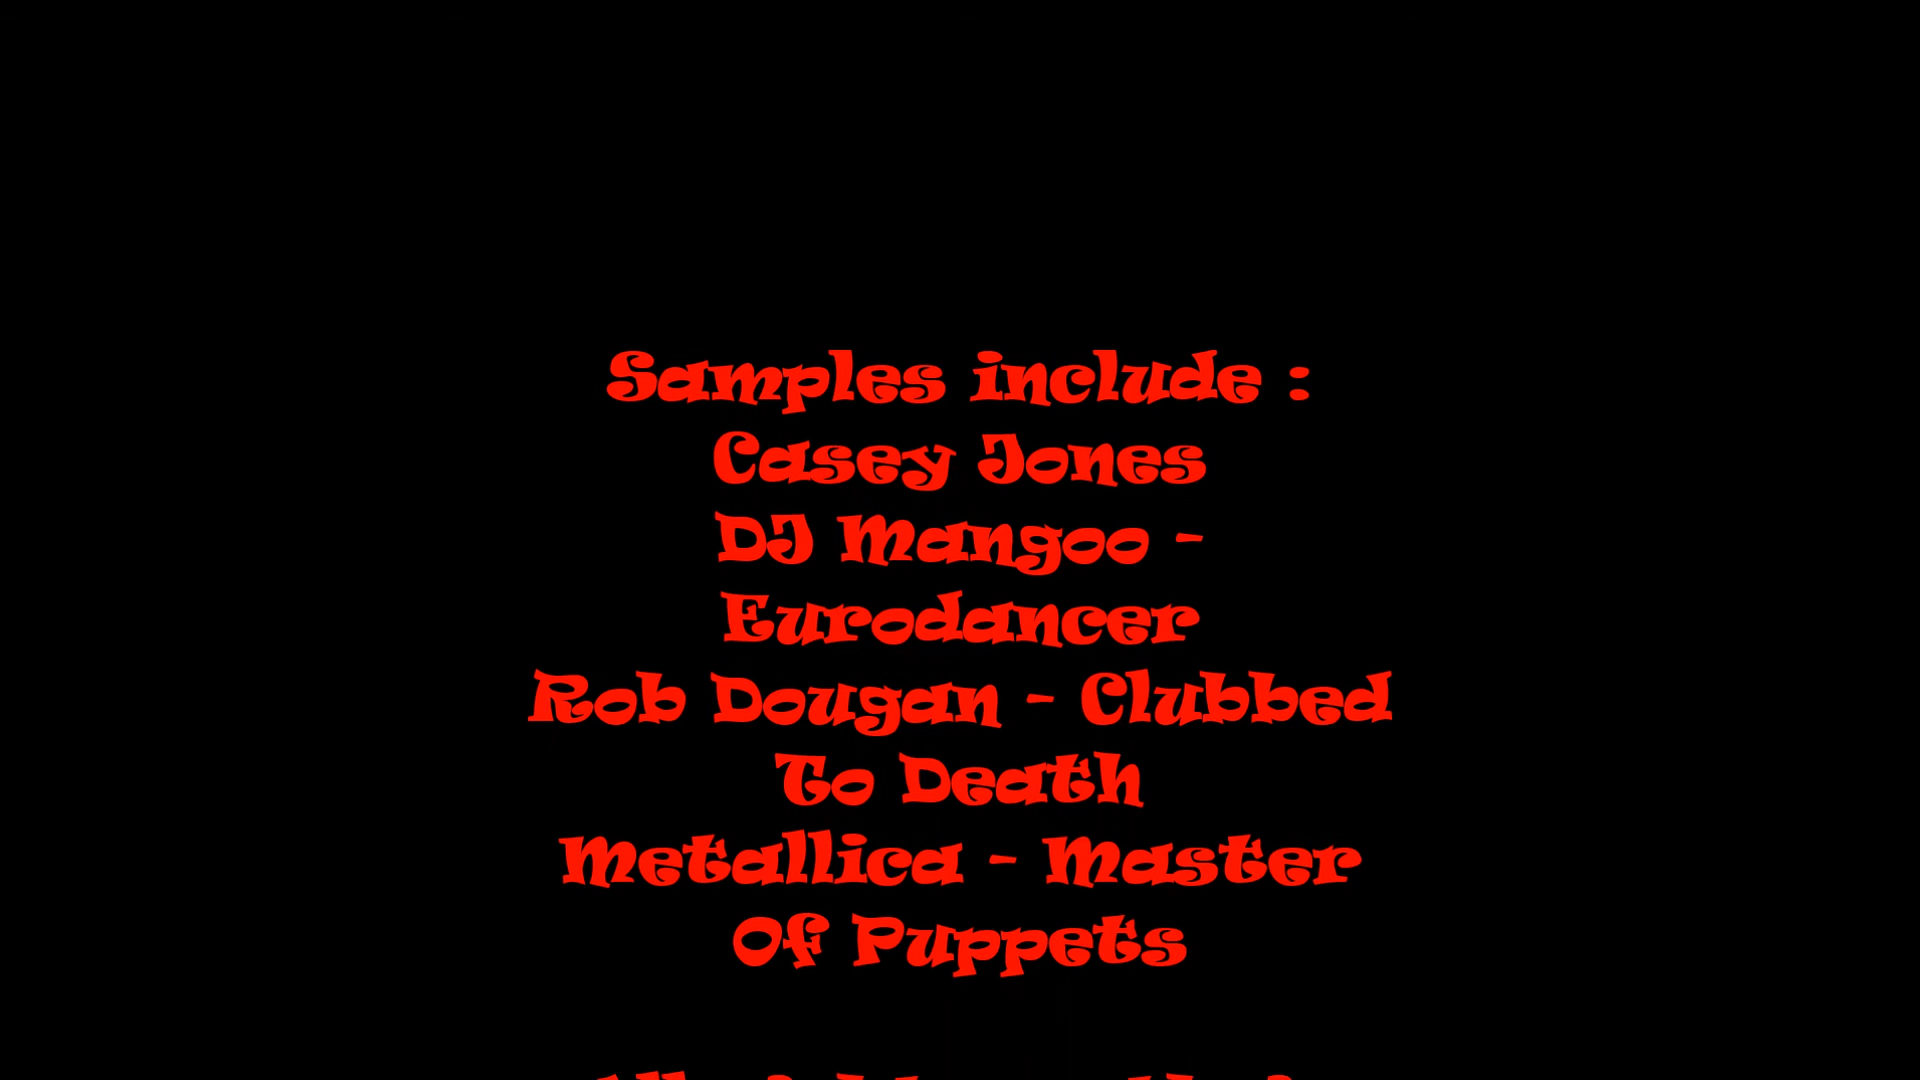 Samples include :
Casey Jones
DJ Mangoo -
Eurodancer
Rob Dougan - Clubbed
To Death
Metallica - Master
Of Puppets